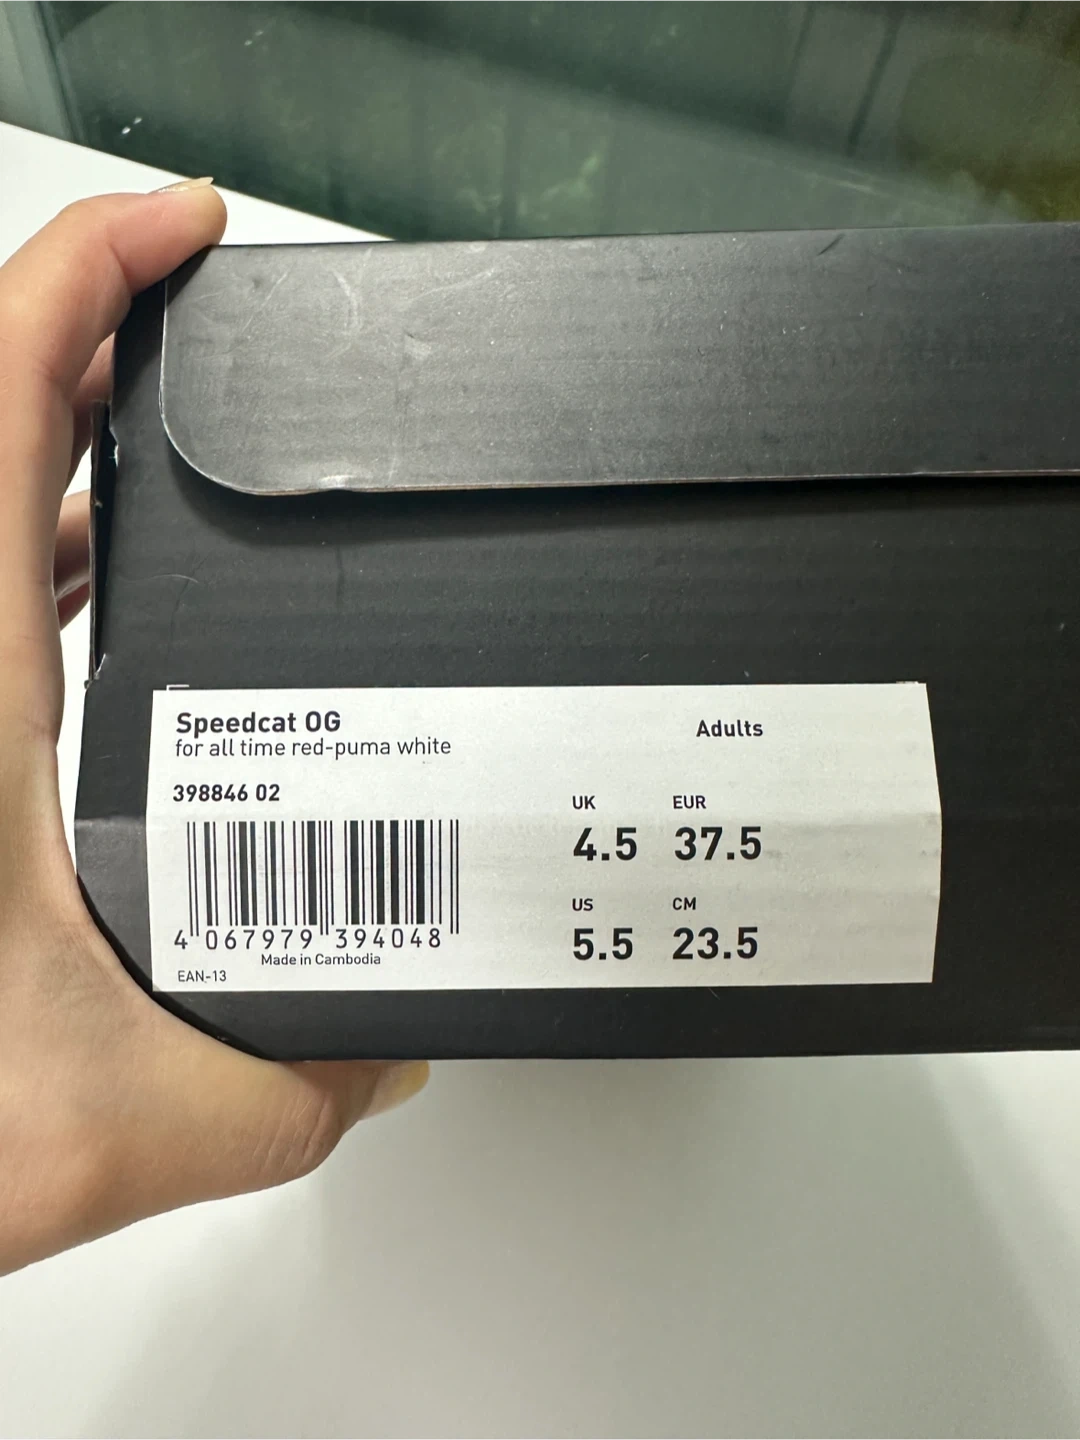 Speedcat OG
for all time red-puma white
Adults
398846 02
UK EUR
4.5 37.5
US CM
5.5 23.5
4 067979 394048
Made in Cambodia
EAN-13